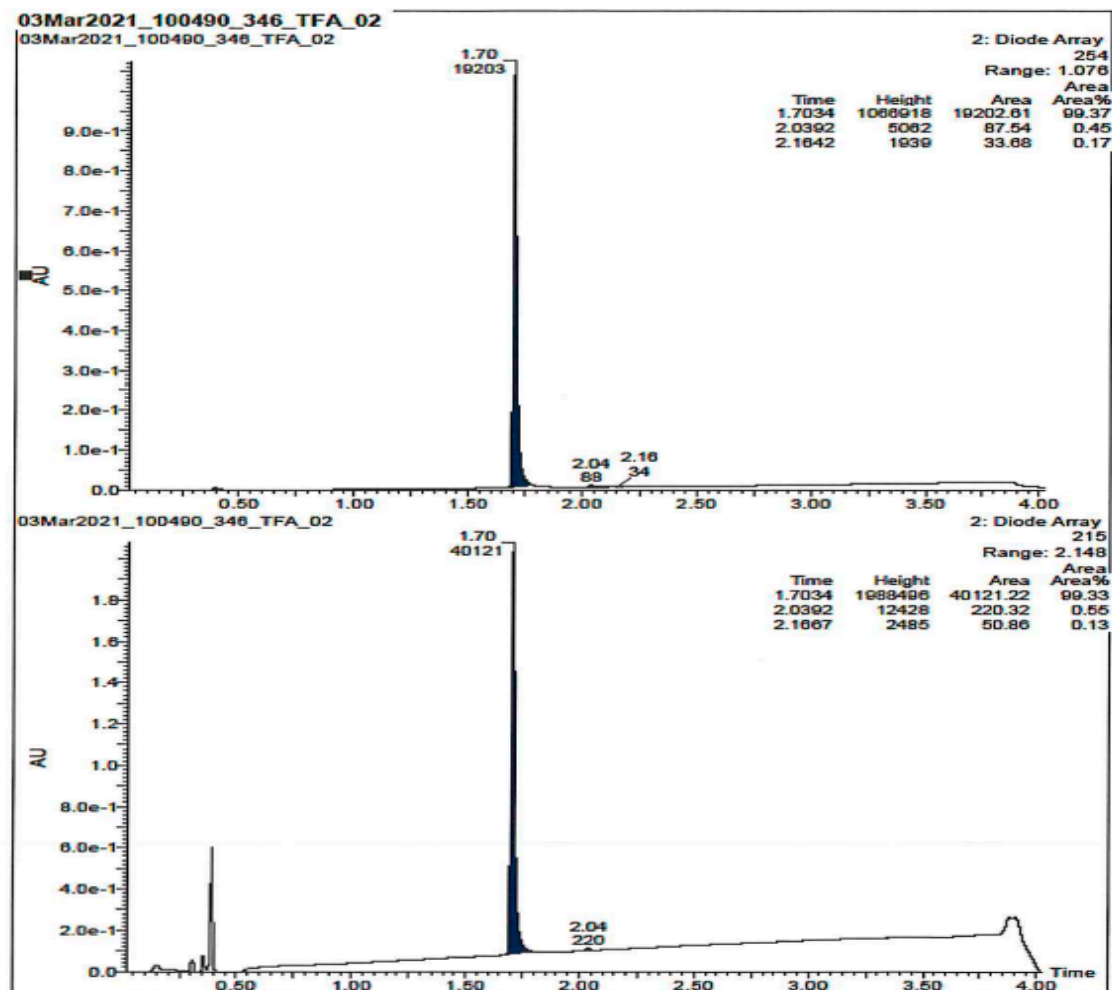 03Mar2021_100490_346_TFA_02
03Mar2021_100490_346_TFA_02
2: Diode Array
254
Range: 1.076
Area
Time Height Area Area%
1.7034 1066918 19202.61 99.37
2.0392 5062 87.54 0.45
2.1642 1939 33.68 0.17
1.70
19203
9.0e-1
8.0e-1
7.0e-1
6.0e-1
AU
5.0e-1
4.0e-1
3.0e-1
2.0e-1
1.0e-1
2.04
88
2.16
34
0.0
0.50 1.00 1.50 2.00 2.50 3.00 3.50 4.00
03Mar2021_100490_346_TFA_02
2: Diode Array
215
Range: 2.148
Area
Time Height Area Area%
1.7034 1988496 40121.22 99.33
2.0392 12428 220.32 0.55
2.1667 2485 50.86 0.13
1.70
40121
1.8
1.6
1.4
1.2
AU
1.0
8.0e-1
6.0e-1
4.0e-1
2.0e-1
2.04
220
0.0
Time
0.50 1.00 1.50 2.00 2.50 3.00 3.50 4.00